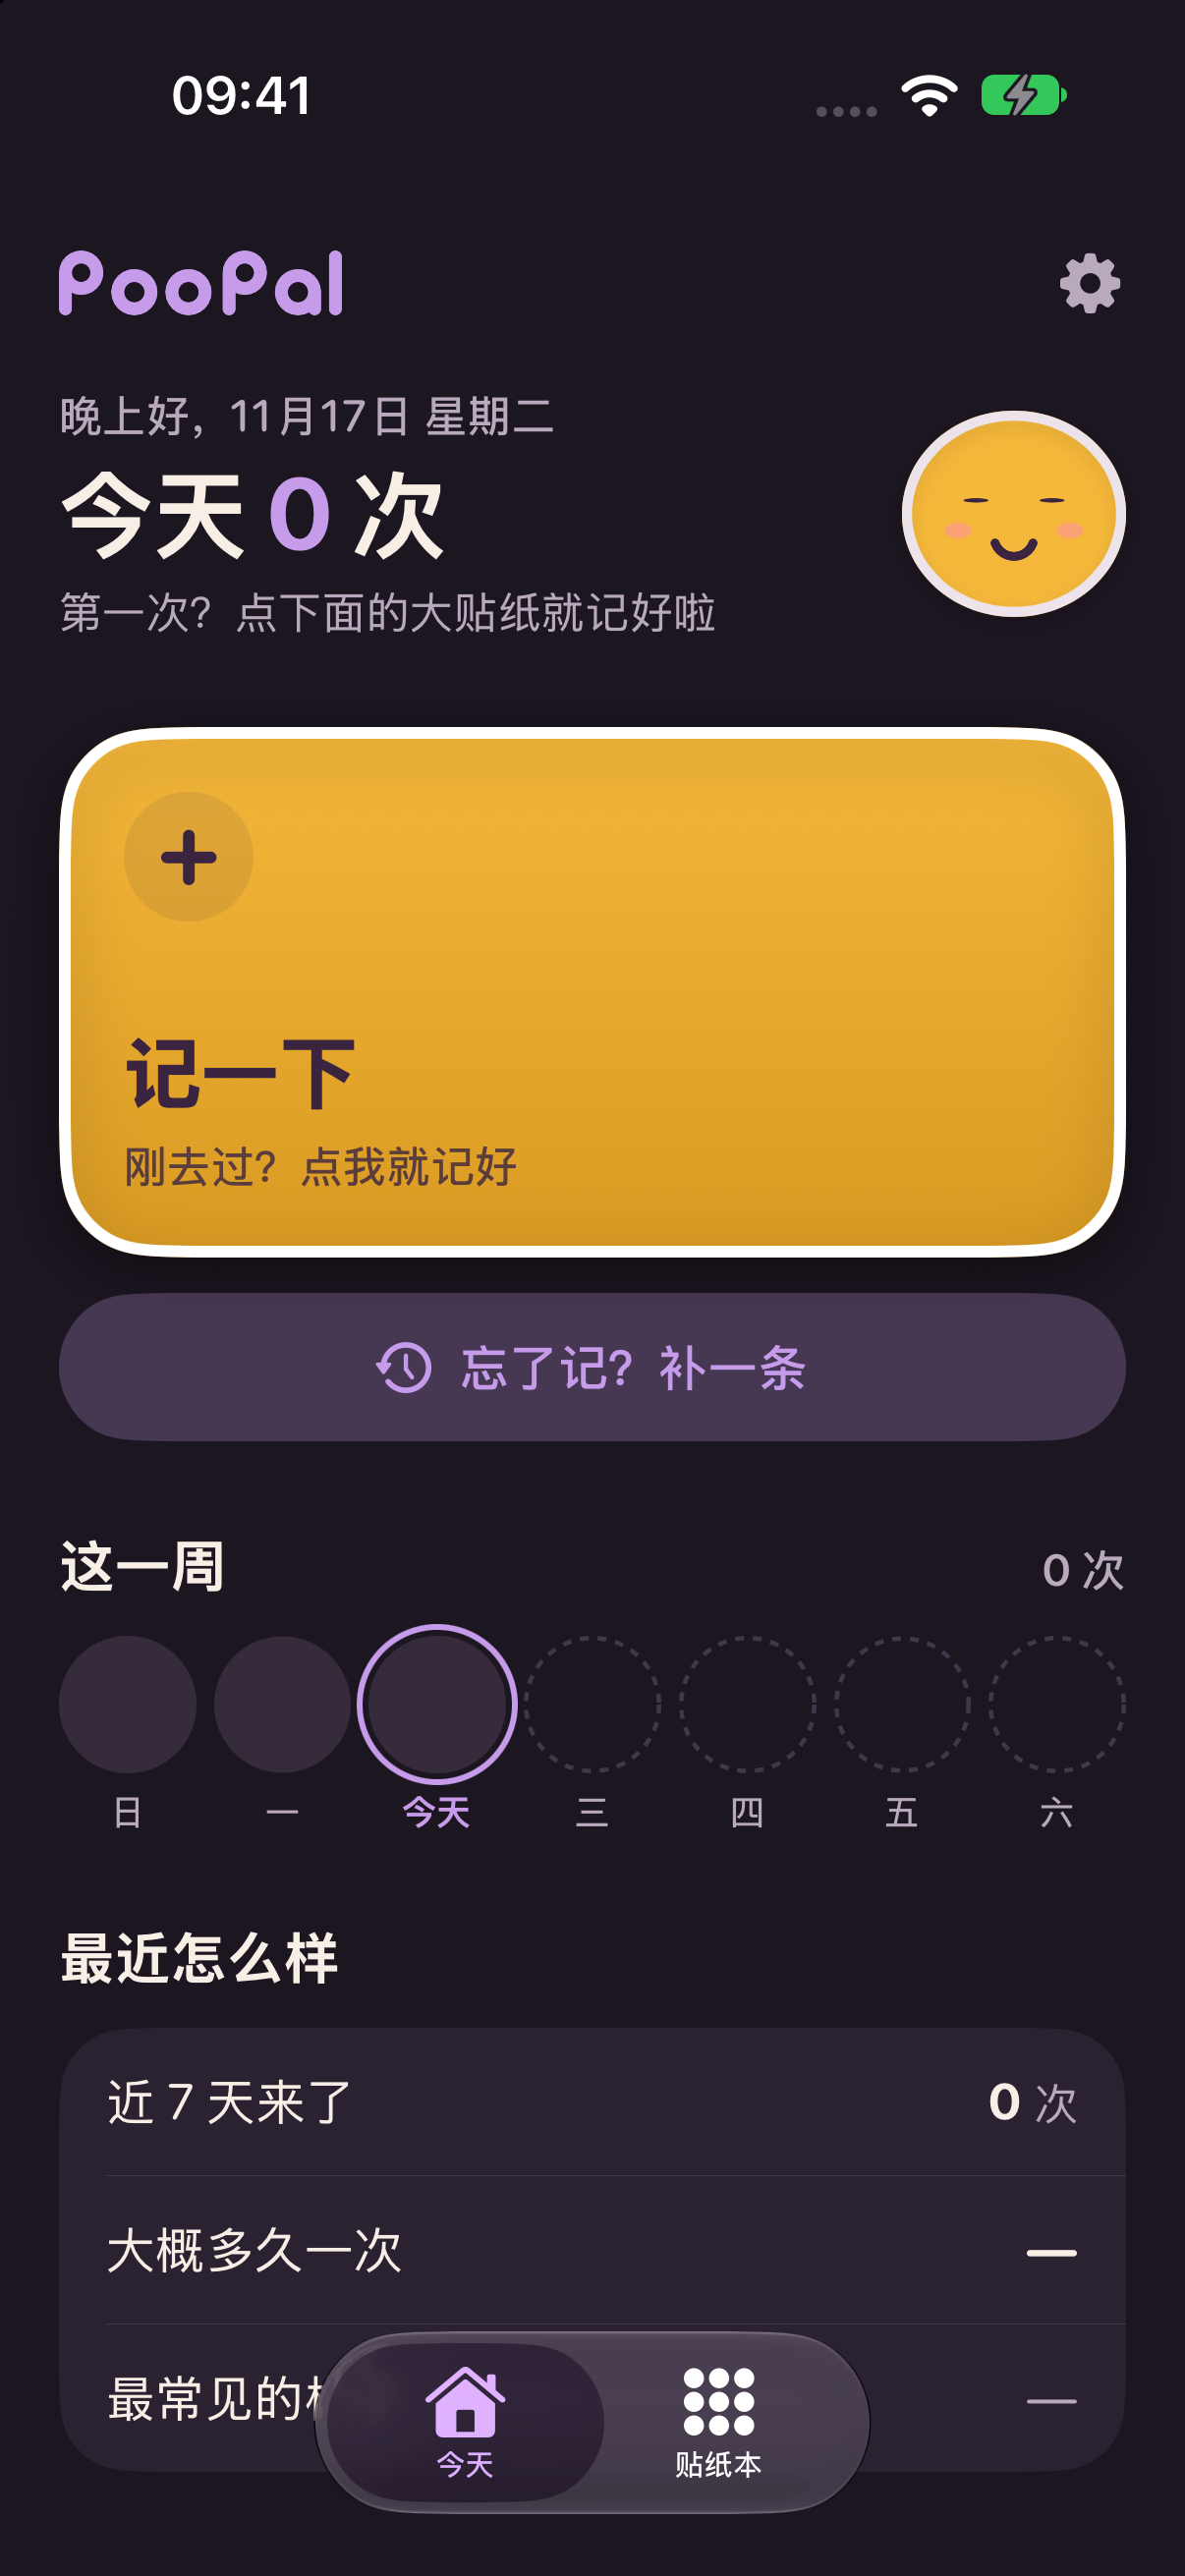 09:41
PooPal
晚上好，11月17日 星期二
今天 0 次
第一次？点下面的大贴纸就记好啦
记一下
刚去过？点我就记好
忘了记？补一条
这一周
0 次
日 一 今天 三 四 五 六
最近怎么样
近 7 天来了 0 次
大概多久一次 —
最常见的 —
今天 贴纸本